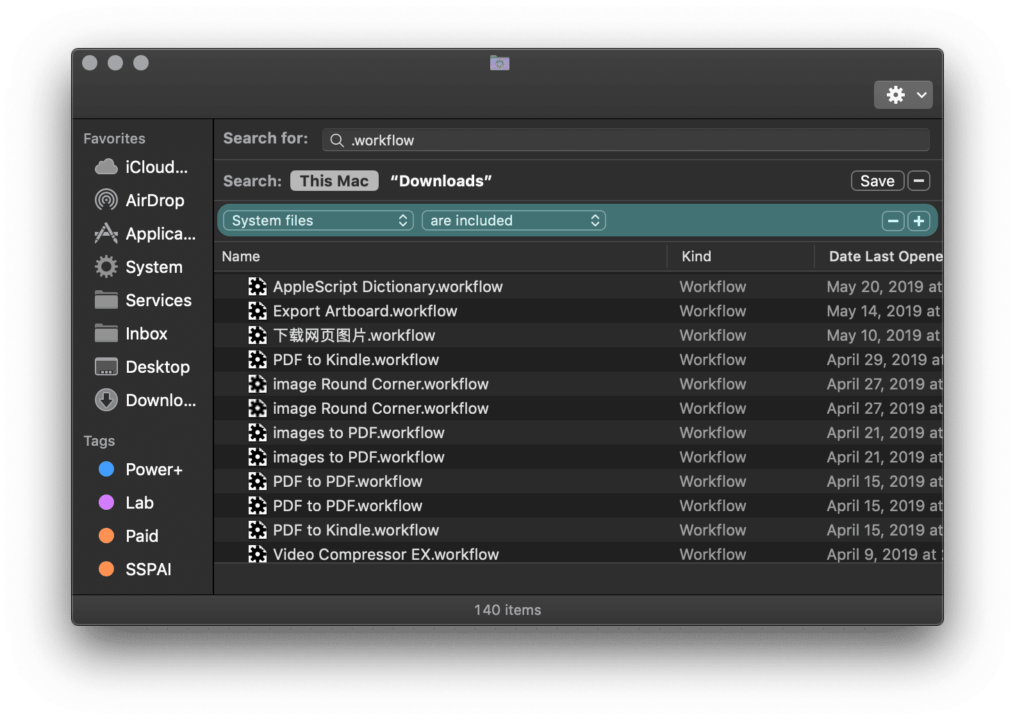 Search for: .workflow
Search: This Mac “Downloads” Save
System files are included
Favorites
iCloud...
AirDrop
Applica...
System
Services
Inbox
Desktop
Downlo...
Tags
Power+
Lab
Paid
SSPAI
Name Kind Date Last Opene
AppleScript Dictionary.workflow Workflow May 20, 2019 at
Export Artboard.workflow Workflow May 14, 2019 at
下载网页图片.workflow Workflow May 10, 2019 at
PDF to Kindle.workflow Workflow April 29, 2019 at
image Round Corner.workflow Workflow April 27, 2019 at
image Round Corner.workflow Workflow April 27, 2019 at
images to PDF.workflow Workflow April 21, 2019 at
images to PDF.workflow Workflow April 21, 2019 at
PDF to PDF.workflow Workflow April 15, 2019 at
PDF to PDF.workflow Workflow April 15, 2019 at
PDF to Kindle.workflow Workflow April 15, 2019 at
Video Compressor EX.workflow Workflow April 9, 2019 at
140 items